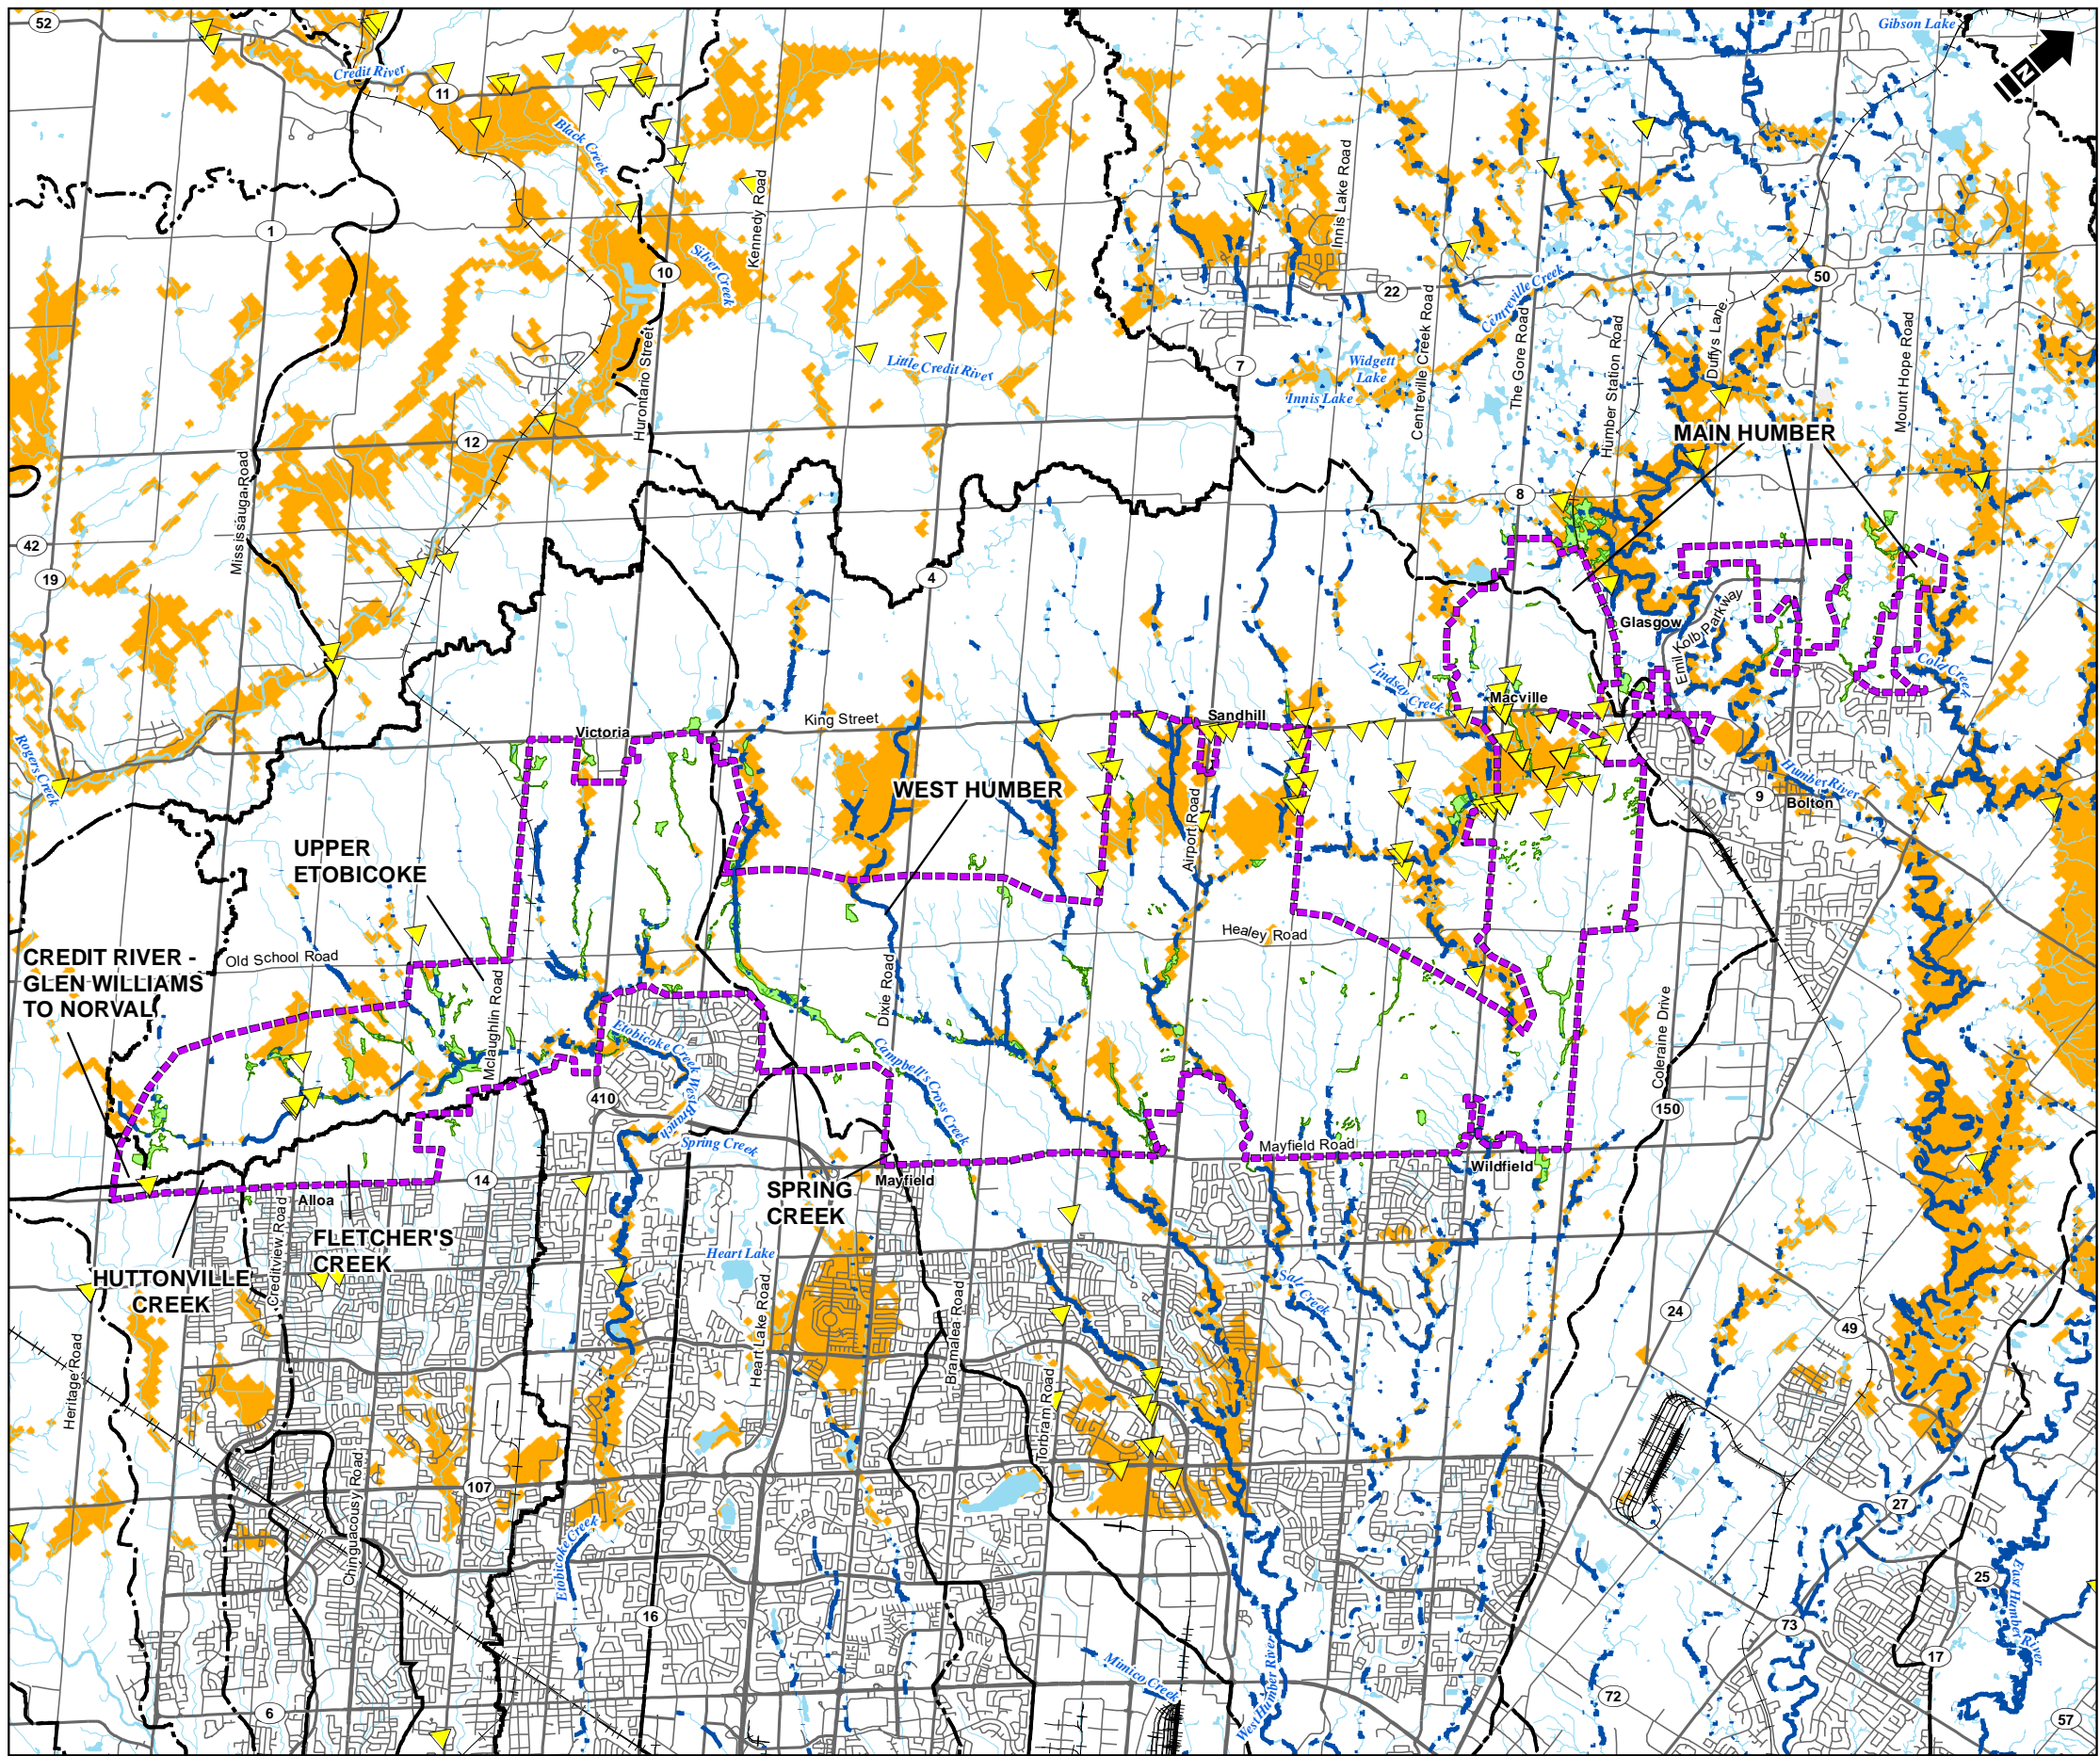 52
Gibson Lake
N
Credit River
11
Black Creek
Kennedy Road
Innis Lake Road
1
10
Silver Creek
22
50
Centreville Creek
Centreville Creek Road
The Gore Road
Humber Station Road
Duffys Lane
Mount Hope Road
Hurontario Street
Little Credit River
7
Widgett
Lake
Innis Lake
12
MAIN HUMBER
Mississauga Road
8
42
19
4
Glasgow
Emil Kolb Parkway
Cold Creek
Lindsay Creek
Macville
Sandhill
King Street
Victoria
Rogers Creek
WEST HUMBER
Humber River
9
Bolton
Airport Road
UPPER
ETOBICOKE
Healey Road
Old School Road
CREDIT RIVER -
GLEN WILLIAMS
TO NORVAL
Mclaughlin Road
Dixie Road
Coleraine Drive
Etobicoke Creek West Branch
Campbell's Cross Creek
410
150
Spring Creek
Mayfield Road
Wildfield
14
Mayfield
SPRING
CREEK
Alloa
Creditview Road
FLETCHER'S
CREEK
Heart Lake
HUTTONVILLE
CREEK
Salt Creek
Heritage Road
Heart Lake Road
Bramalea Road
24
49
Torbram Road
107
Chinguacousy Road
27
Etobicoke Creek
25
East Humber River
16
73
17
Mimico Creek
West Humber River
72
6
57